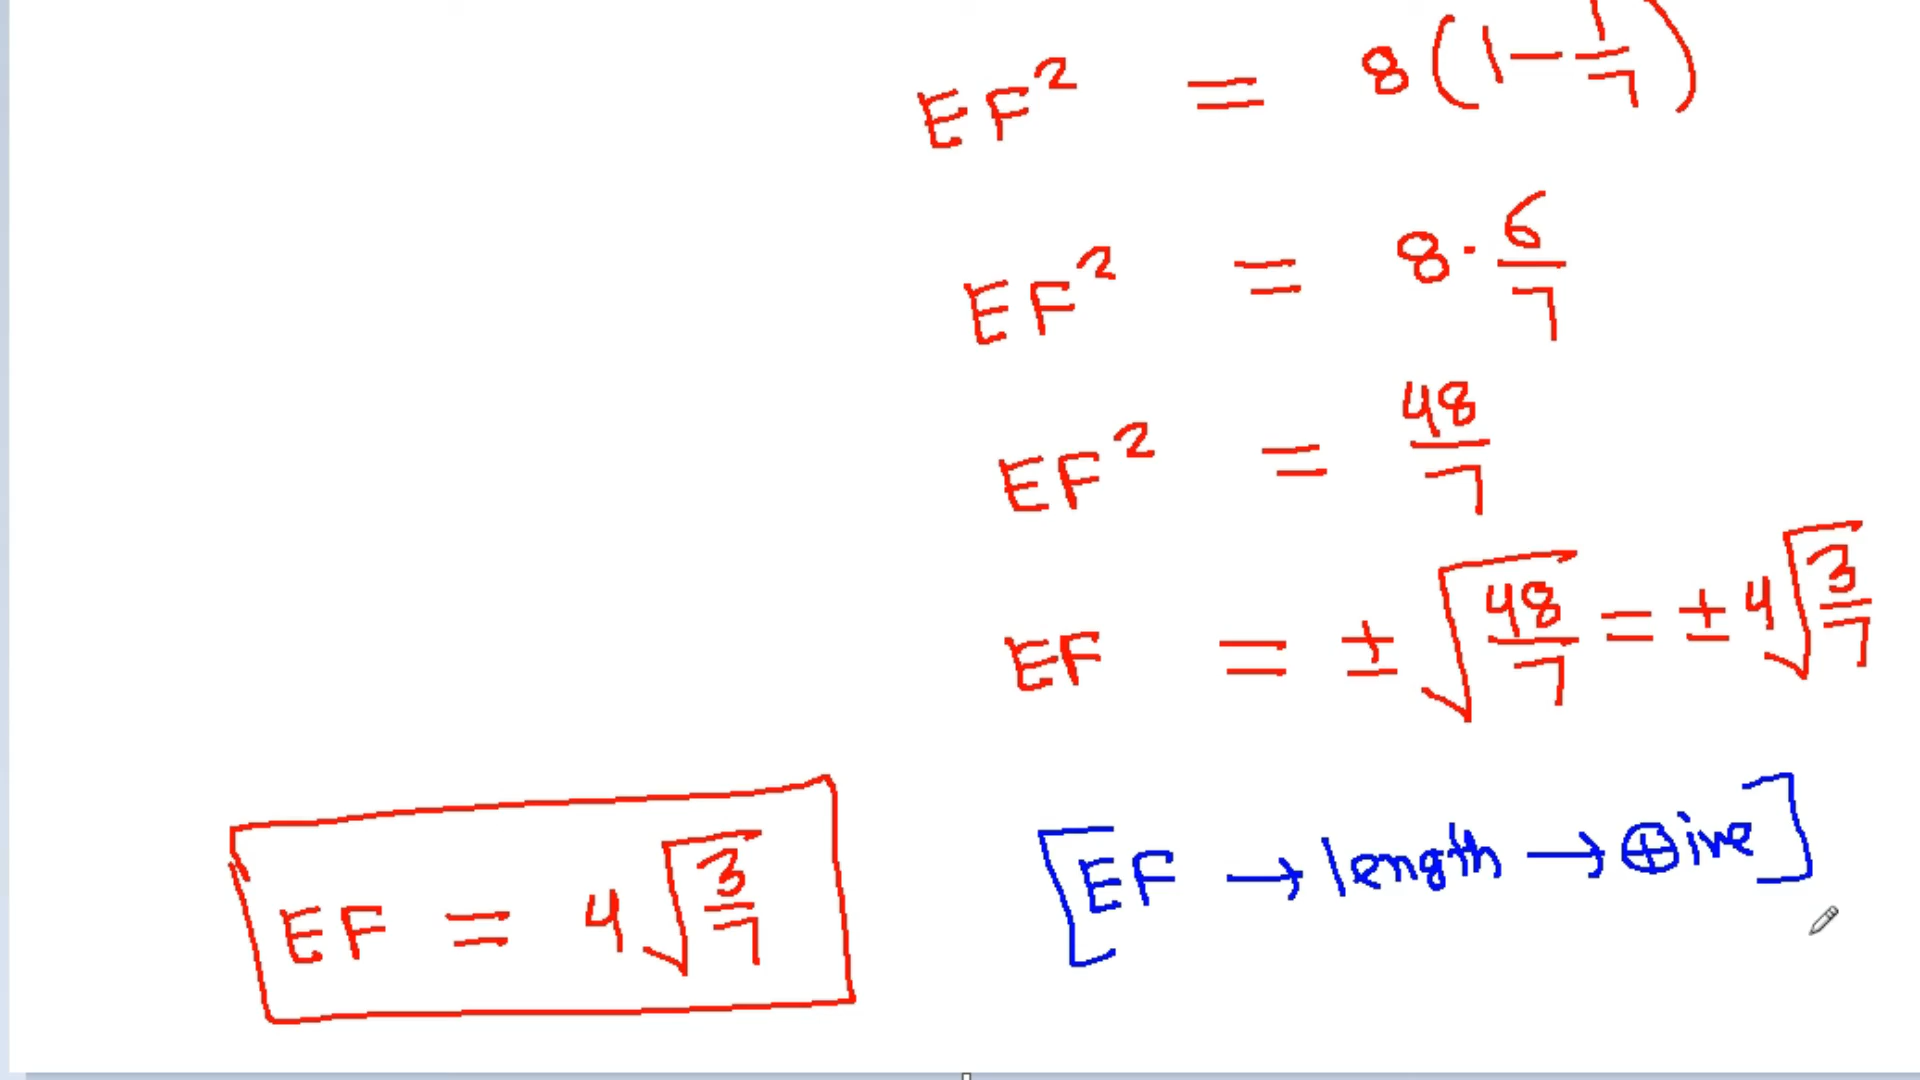 EF² = 8(1 - 1/7)
EF² = 8 · 6/7
EF² = 48/7
EF = ± √(48/7) = ± 4√(3/7)
[EF → length → ⊕ive]
EF = 4√(3/7)